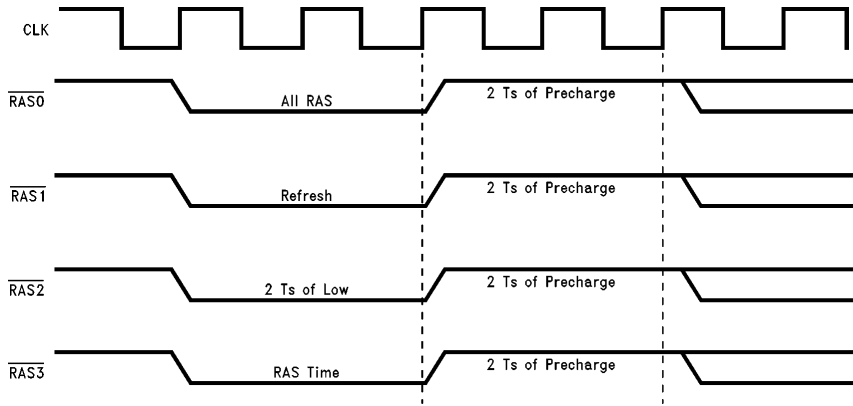 CLK
RAS0 All RAS 2 Ts of Precharge
RAS1 Refresh 2 Ts of Precharge
RAS2 2 Ts of Low 2 Ts of Precharge
RAS3 RAS Time 2 Ts of Precharge